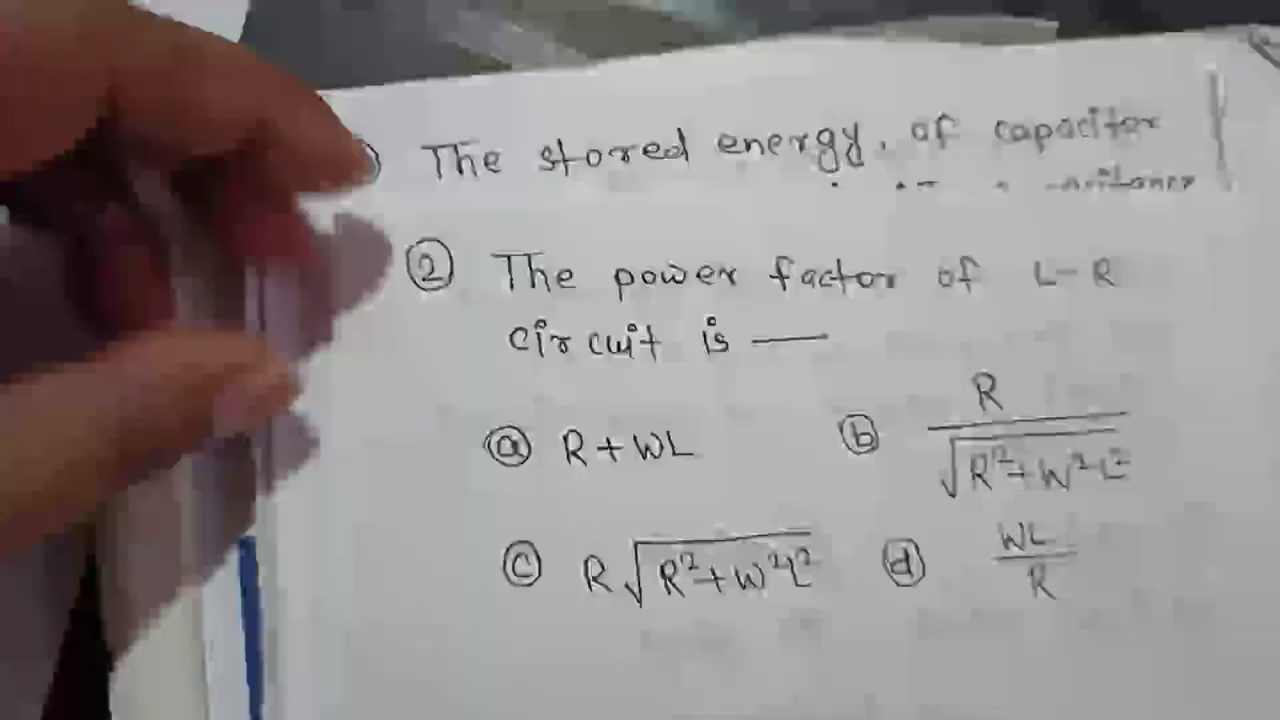 The stored energy. of capacitor
② The power factor of L-R
circuit is —
ⓐ R+WL ⓑ R/√R²+W²L²
ⓒ R√R²+W²L² ⓓ WL/R